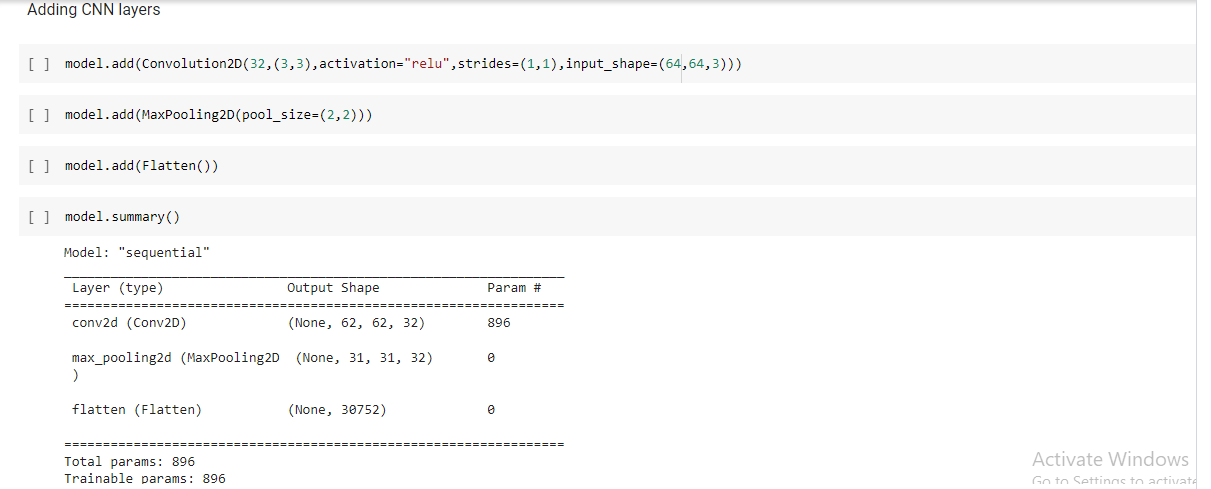 Adding CNN layers
[ ] model.add(Convolution2D(32,(3,3),activation="relu",strides=(1,1),input_shape=(64,64,3)))
[ ] model.add(MaxPooling2D(pool_size=(2,2)))
[ ] model.add(Flatten())
[ ] model.summary()
Model: "sequential"
_________________________________________________________________
Layer (type) Output Shape Param #
=================================================================
conv2d (Conv2D) (None, 62, 62, 32) 896
max_pooling2d (MaxPooling2D (None, 31, 31, 32) 0
)
flatten (Flatten) (None, 30752) 0
=================================================================
Total params: 896
Trainable params: 896
Activate Windows
Go to Settings to activate